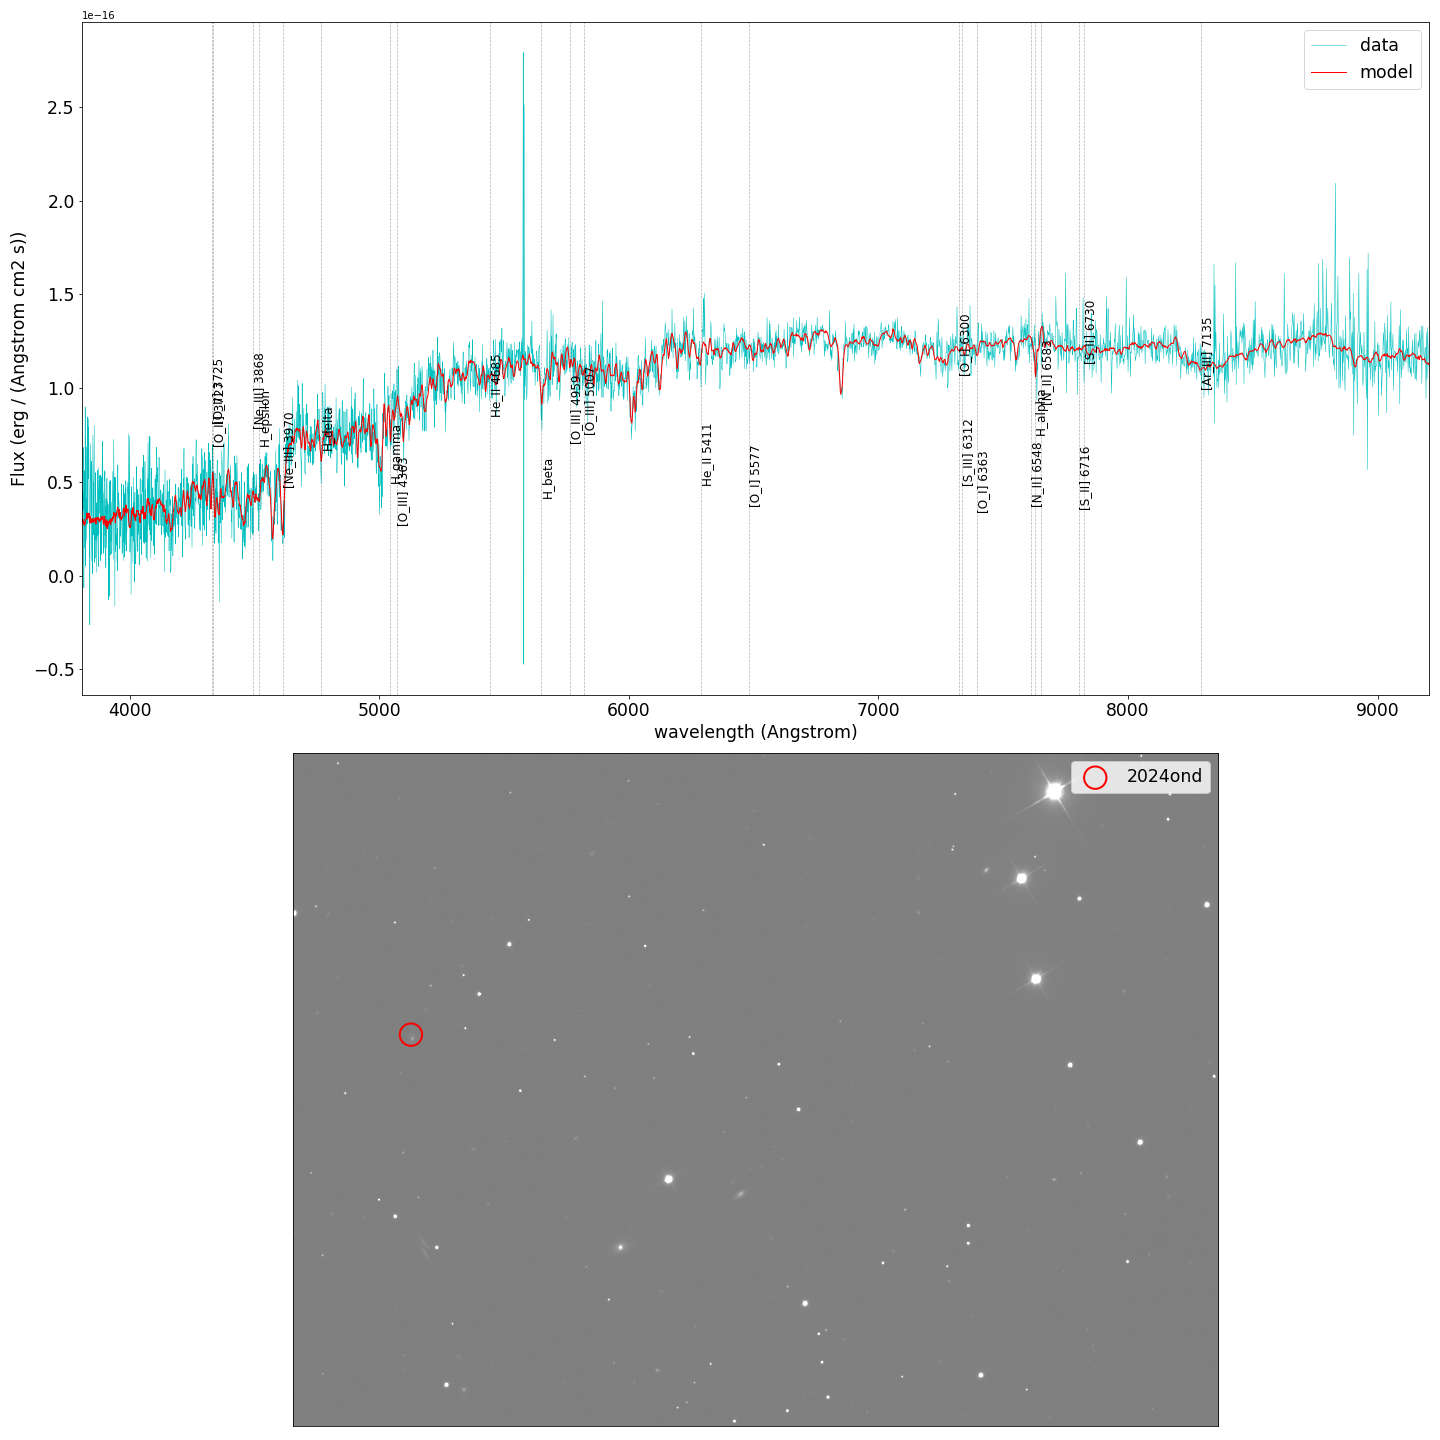 1e−16
data
model
2.5
2.0
1.5
1.0
0.5
0.0
−0.5
Flux (erg / (Angstrom cm2 s))
[O_II] 3725
[Ne_III] 3868
H_epsilon
[Ne_III] 3970
H_delta
H_gamma
[O_III] 4363
He_II 4685
H_beta
[O_III] 4959
[O_III] 5007
He_II 5411
[O_I] 5577
[O_I] 6300
[S_III] 6312
[O_I] 6363
[N_II] 6548
H_alpha
[N_II] 6583
[S_II] 6716
[S_II] 6730
4000
5000
6000
7000
8000
9000
wavelength (Angstrom)
2024ond